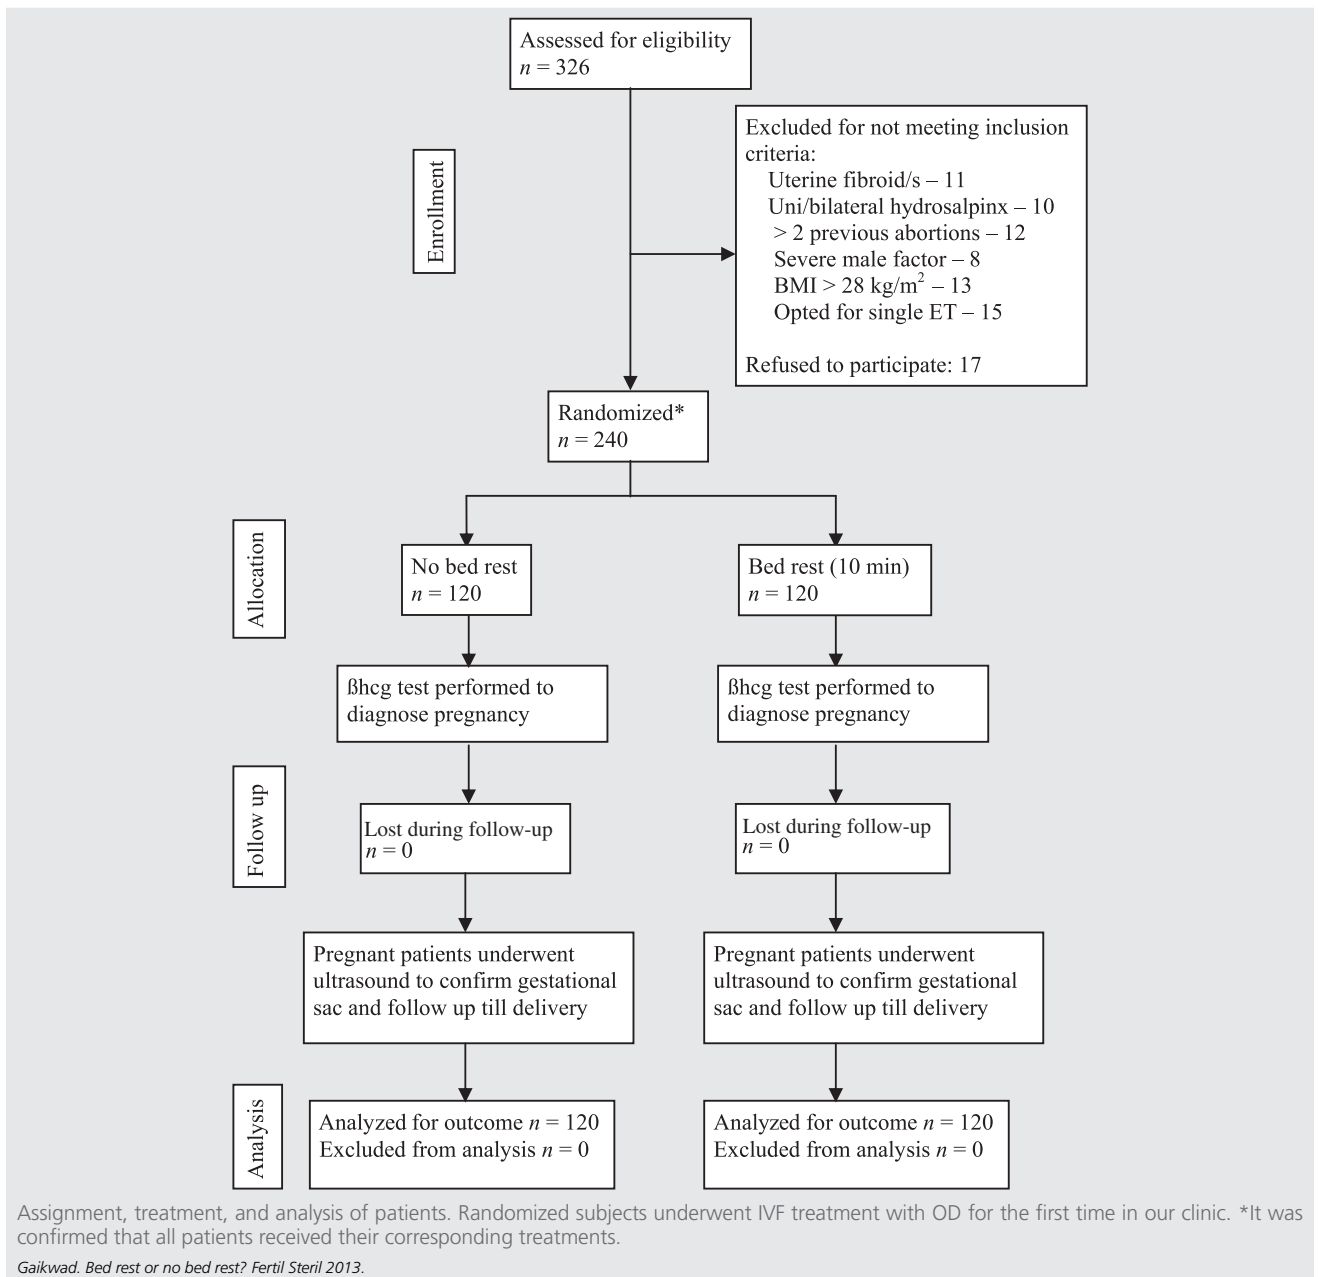 Assessed for eligibility
n = 326
Enrollment
Excluded for not meeting inclusion
criteria:
Uterine fibroid/s – 11
Uni/bilateral hydrosalpinx – 10
> 2 previous abortions – 12
Severe male factor – 8
BMI > 28 kg/m² – 13
Opted for single ET – 15
Refused to participate: 17
Randomized*
n = 240
Allocation
No bed rest
n = 120
Bed rest (10 min)
n = 120
ßhcg test performed to
diagnose pregnancy
ßhcg test performed to
diagnose pregnancy
Follow up
Lost during follow-up
n = 0
Lost during follow-up
n = 0
Pregnant patients underwent
ultrasound to confirm gestational
sac and follow up till delivery
Pregnant patients underwent
ultrasound to confirm gestational
sac and follow up till delivery
Analysis
Analyzed for outcome n = 120
Excluded from analysis n = 0
Analyzed for outcome n = 120
Excluded from analysis n = 0
Assignment, treatment, and analysis of patients. Randomized subjects underwent IVF treatment with OD for the first time in our clinic. *It was
confirmed that all patients received their corresponding treatments.
Gaikwad. Bed rest or no bed rest? Fertil Steril 2013.